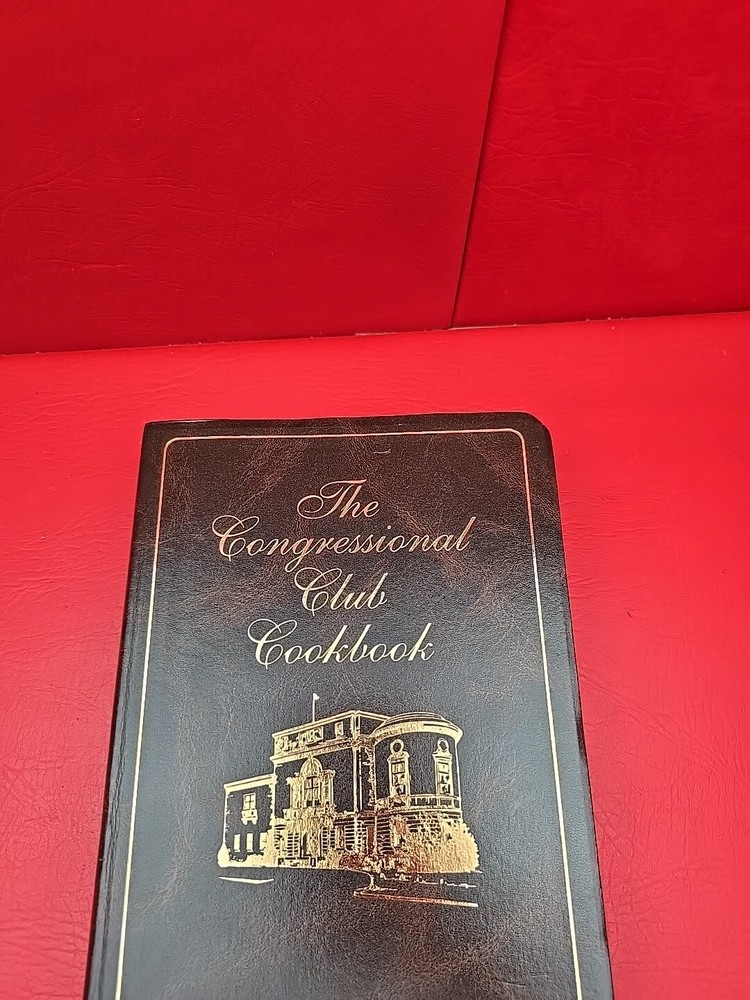 The
Congressional
Club
Cookbook